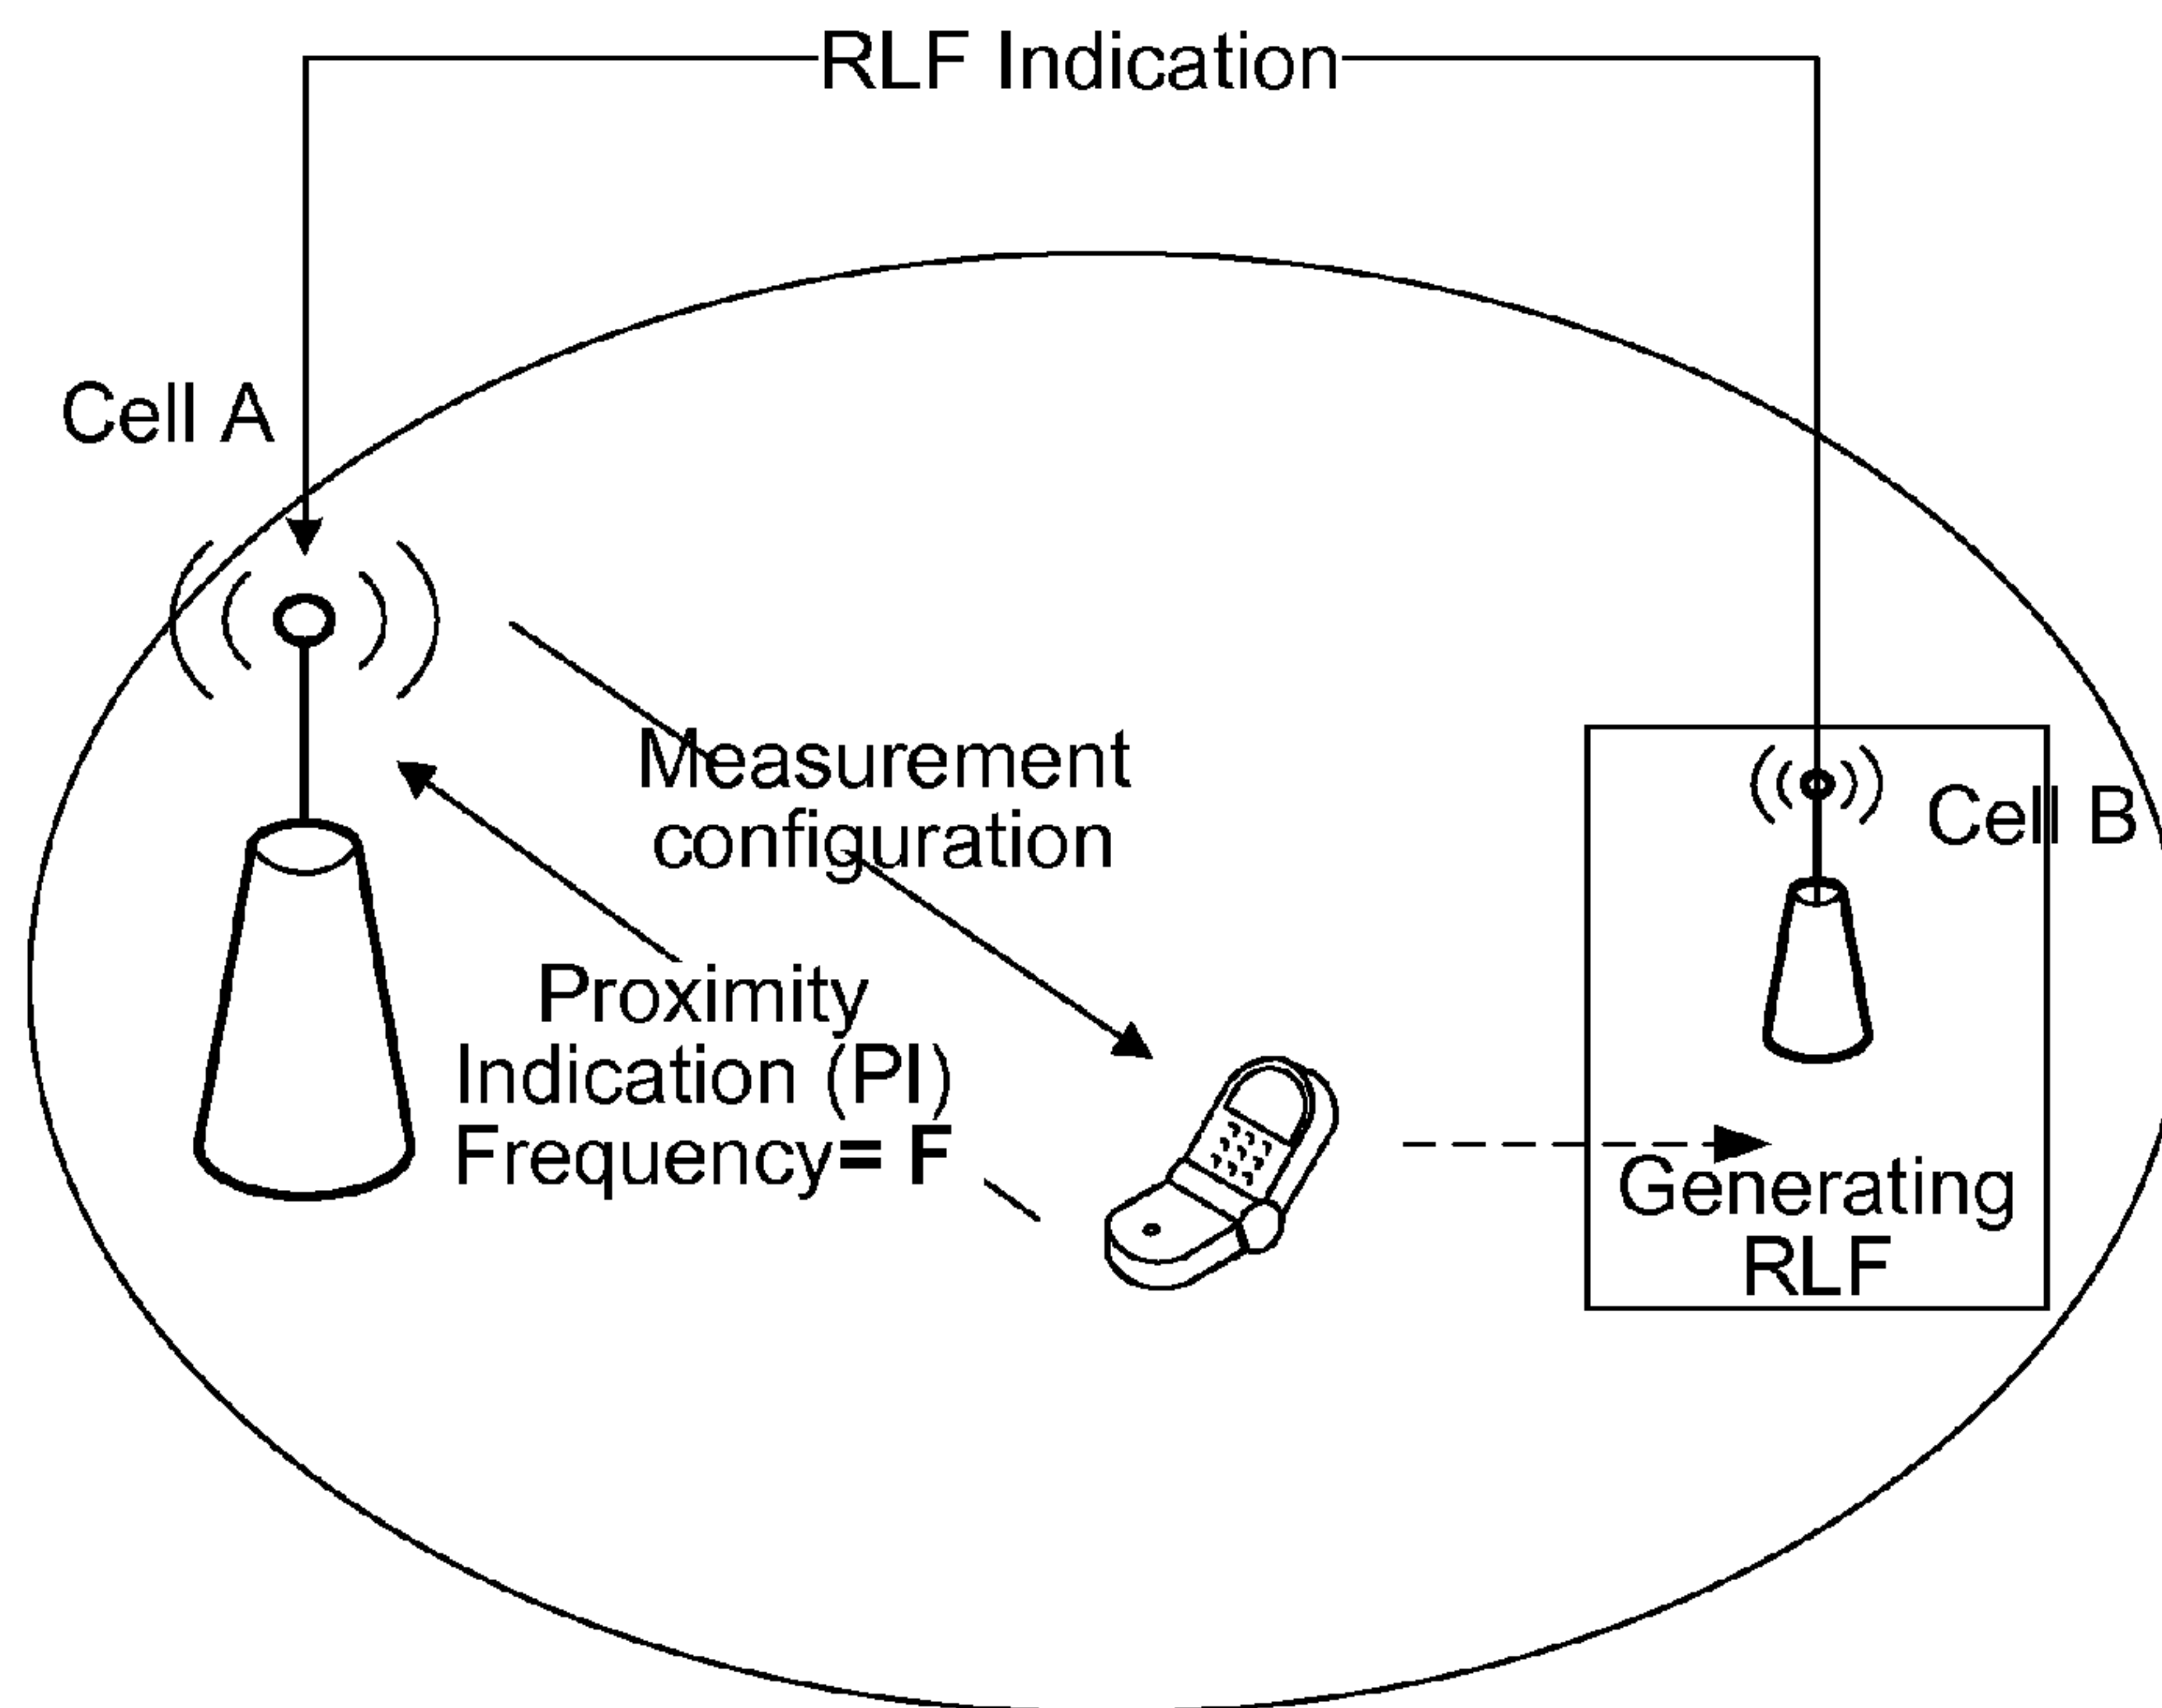 RLF Indication
Cell A
Measurement
configuration
Cell B
Proximity
Indication (PI)
Frequency= F
Generating
RLF